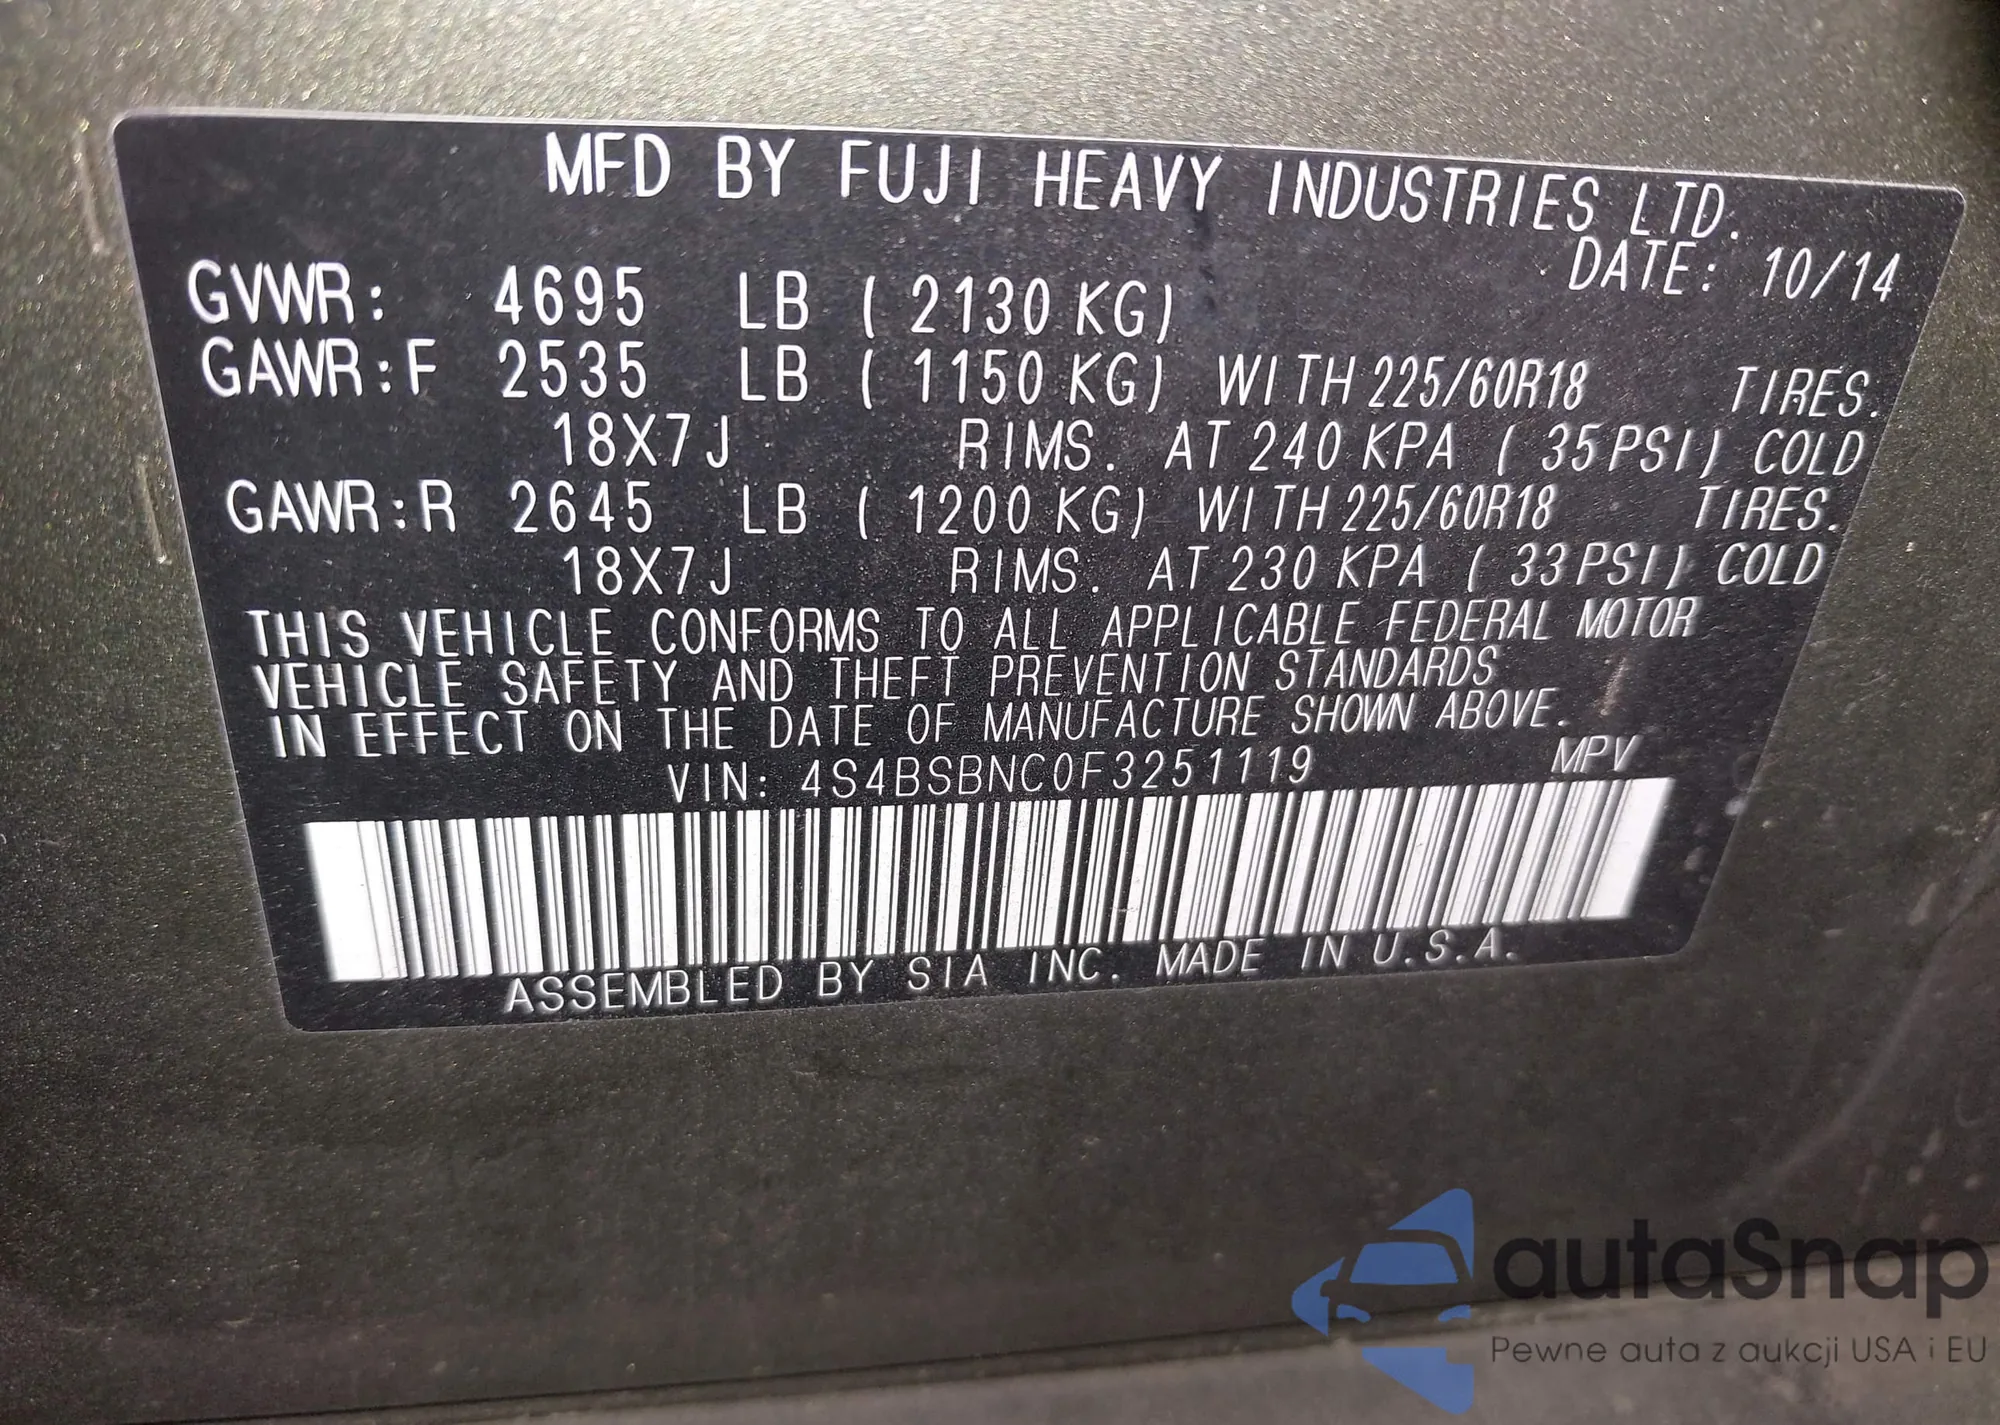 MFD BY FUJI HEAVY INDUSTRIES LTD.
DATE: 10/14
GVWR: 4695 LB ( 2130 KG)
GAWR:F 2535 LB ( 1150 KG) WITH 225/60R18 TIRES.
18X7J RIMS. AT 240 KPA ( 35 PSI) COLD
GAWR:R 2645 LB ( 1200 KG) WITH 225/60R18 TIRES.
18X7J RIMS. AT 230 KPA ( 33 PSI) COLD
THIS VEHICLE CONFORMS TO ALL APPLICABLE FEDERAL MOTOR
VEHICLE SAFETY AND THEFT PREVENTION STANDARDS
IN EFFECT ON THE DATE OF MANUFACTURE SHOWN ABOVE.
VIN: 4S4BSBNC0F3251119 MPV
ASSEMBLED BY SIA INC. MADE IN U.S.A.
autaSnap
Pewne auta z aukcji USA i EU